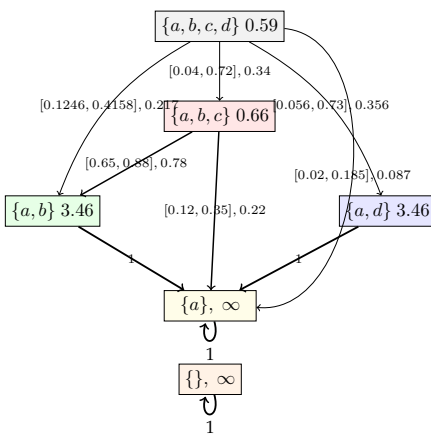 {a, b, c, d} 0.59
[0.04, 0.72], 0.34
[0.1246, 0.4158], 0.217
[0.056, 0.73], 0.356
{a, b, c} 0.66
[0.65, 0.88], 0.78
[0.02, 0.185], 0.087
{a, b} 3.46
[0.12, 0.35], 0.22
{a, d} 3.46
1
1
{a}, ∞
1
{}, ∞
1